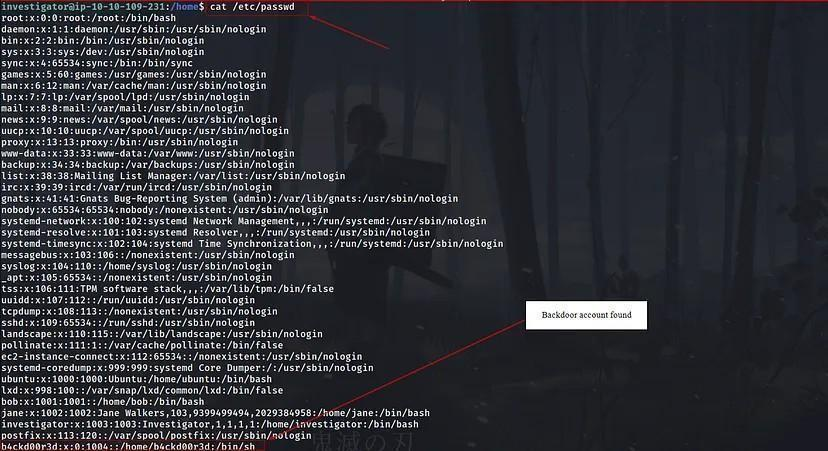 investigator@ip-10-10-109-231:/home$ cat /etc/passwd
root:x:0:0:root:/root:/bin/bash
daemon:x:1:1:daemon:/usr/sbin:/usr/sbin/nologin
bin:x:2:2:bin:/bin:/usr/sbin/nologin
sys:x:3:3:sys:/dev:/usr/sbin/nologin
sync:x:4:65534:sync:/bin:/bin/sync
games:x:5:60:games:/usr/games:/usr/sbin/nologin
man:x:6:12:man:/var/cache/man:/usr/sbin/nologin
lp:x:7:7:lp:/var/spool/lpd:/usr/sbin/nologin
mail:x:8:8:mail:/var/mail:/usr/sbin/nologin
news:x:9:9:news:/var/spool/news:/usr/sbin/nologin
uucp:x:10:10:uucp:/var/spool/uucp:/usr/sbin/nologin
proxy:x:13:13:proxy:/bin:/usr/sbin/nologin
www-data:x:33:33:www-data:/var/www:/usr/sbin/nologin
backup:x:34:34:backup:/var/backups:/usr/sbin/nologin
list:x:38:38:Mailing List Manager:/var/list:/usr/sbin/nologin
irc:x:39:39:ircd:/var/run/ircd:/usr/sbin/nologin
gnats:x:41:41:Gnats Bug-Reporting System (admin):/var/lib/gnats:/usr/sbin/nologin
nobody:x:65534:65534:nobody:/nonexistent:/usr/sbin/nologin
systemd-network:x:100:102:systemd Network Management,,,:/run/systemd:/usr/sbin/nologin
systemd-resolve:x:101:103:systemd Resolver,,,:/run/systemd:/usr/sbin/nologin
systemd-timesync:x:102:104:systemd Time Synchronization,,,:/run/systemd:/usr/sbin/nologin
messagebus:x:103:106::/nonexistent:/usr/sbin/nologin
syslog:x:104:110::/home/syslog:/usr/sbin/nologin
_apt:x:105:65534::/nonexistent:/usr/sbin/nologin
tss:x:106:111:TPM software stack,,,:/var/lib/tpm:/bin/false
uuidd:x:107:112::/run/uuidd:/usr/sbin/nologin
tcpdump:x:108:113::/nonexistent:/usr/sbin/nologin
sshd:x:109:65534::/run/sshd:/usr/sbin/nologin
landscape:x:110:115::/var/lib/landscape:/usr/sbin/nologin
pollinate:x:111:1::/var/cache/pollinate:/bin/false
ec2-instance-connect:x:112:65534::/nonexistent:/usr/sbin/nologin
systemd-coredump:x:999:999:systemd Core Dumper:/:/usr/sbin/nologin
ubuntu:x:1000:1000:Ubuntu:/home/ubuntu:/bin/bash
lxd:x:998:100::/var/snap/lxd/common/lxd:/bin/false
bob:x:1001:1001::/home/bob:/bin/bash
jane:x:1002:1002:Jane Walkers,103,9399499494,2029384958:/home/jane:/bin/bash
investigator:x:1003:1003:Investigator,1,1,1,1:/home/investigator:/bin/bash
postfix:x:113:120::/var/spool/postfix:/usr/sbin/nologin
b4ckd00r3d:x:0:1004::/home/b4ckd00r3d:/bin/sh
Backdoor account found
鬼滅の刃